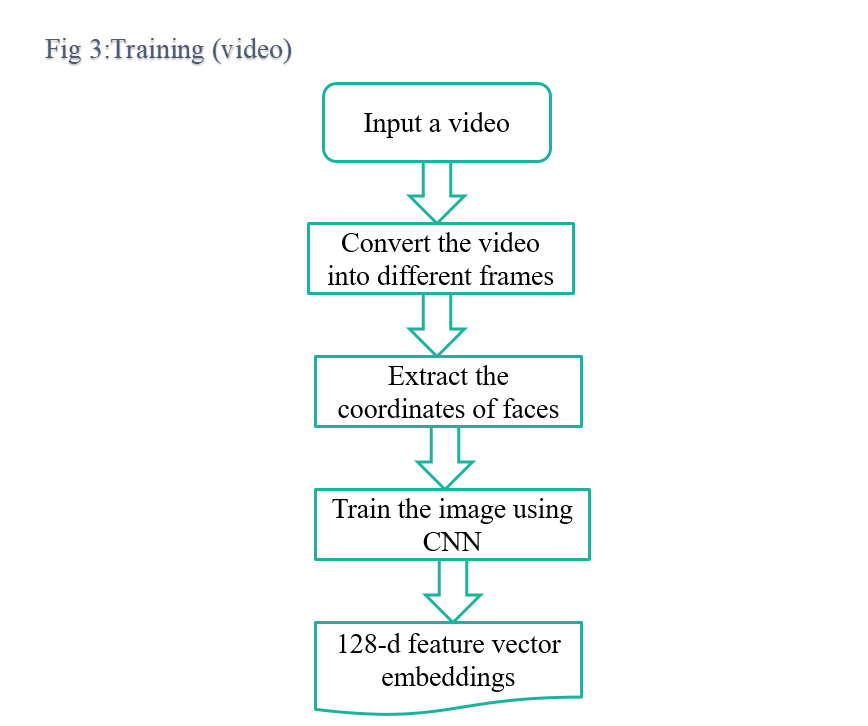 Fig 3:Training (video)
Input a video
Convert the video
into different frames
Extract the
coordinates of faces
Train the image using
CNN
128-d feature vector
embeddings